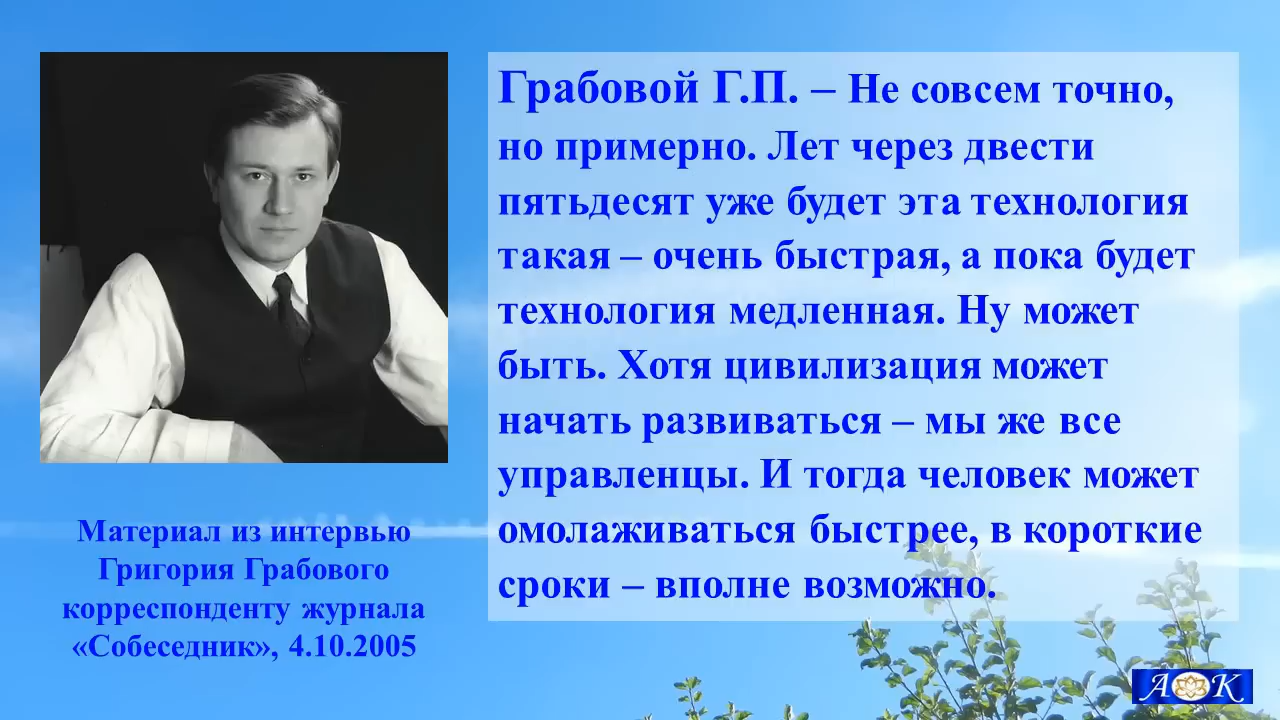 Грабовой Г.П. – Не совсем точно,
но примерно. Лет через двести
пятьдесят уже будет эта технология
такая – очень быстрая, а пока будет
технология медленная. Ну может
быть. Хотя цивилизация может
начать развиваться – мы же все
управленцы. И тогда человек может
омолаживаться быстрее, в короткие
сроки – вполне возможно.
Материал из интервью
Григория Грабового
корреспонденту журнала
«Собеседник», 4.10.2005
А К